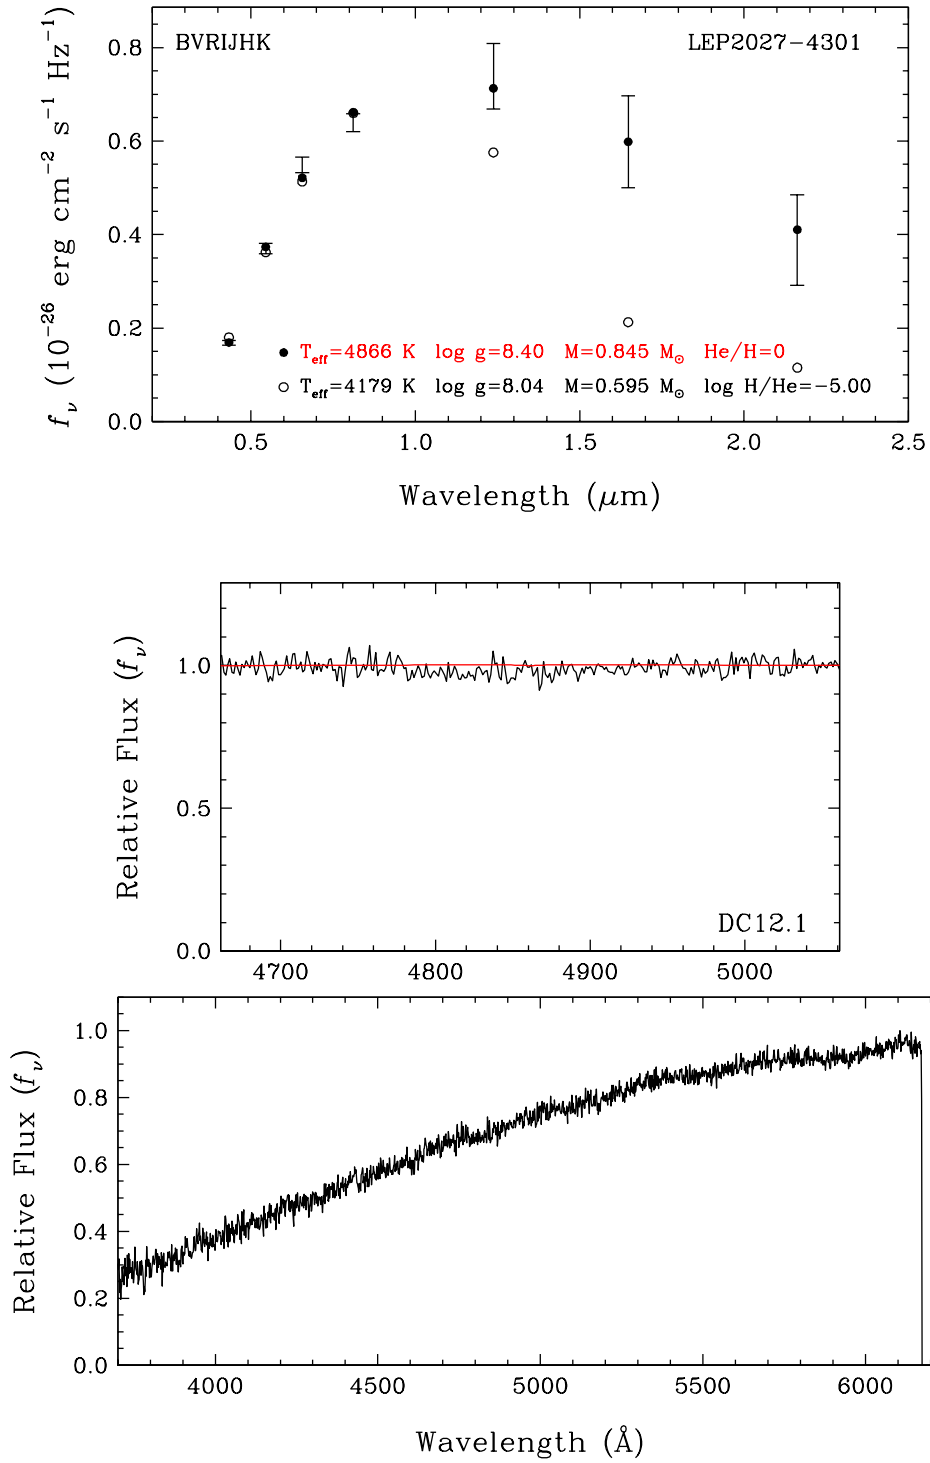 BVRIJHK LEP2027−4301
0.8
0.6
0.4
0.2
0.0
f_ν (10^−26 erg cm^−2 s^−1 Hz^−1)
T_eff=4866 K log g=8.40 M=0.845 M_⊙ He/H=0
T_eff=4179 K log g=8.04 M=0.595 M_⊙ log H/He=−5.00
0.5 1.0 1.5 2.0 2.5
Wavelength (μm)
1.0
0.5
0.0
Relative Flux (f_ν)
DC12.1
4700 4800 4900 5000
1.0
0.8
0.6
0.4
0.2
0.0
Relative Flux (f_ν)
4000 4500 5000 5500 6000
Wavelength (Å)